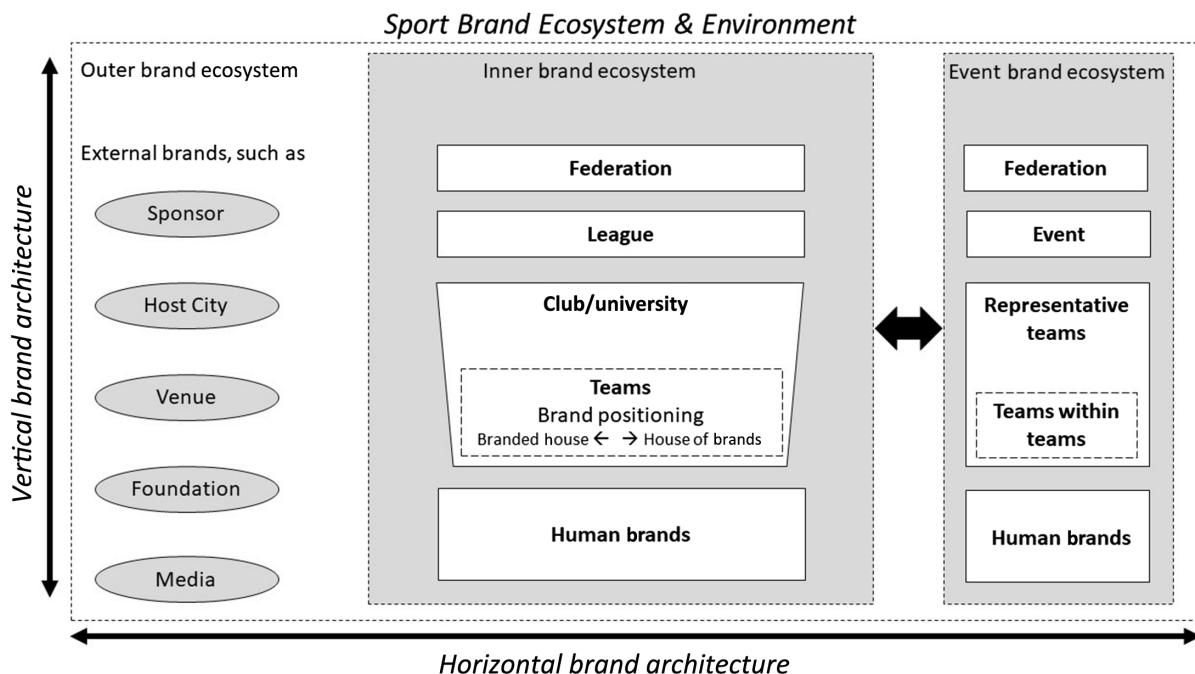 Sport Brand Ecosystem & Environment
Vertical brand architecture
Outer brand ecosystem
External brands, such as
Sponsor
Host City
Venue
Foundation
Media
Inner brand ecosystem
Federation
League
Club/university
Teams
Brand positioning
Branded house ← → House of brands
Human brands
Event brand ecosystem
Federation
Event
Representative
teams
Teams within
teams
Human brands
Horizontal brand architecture